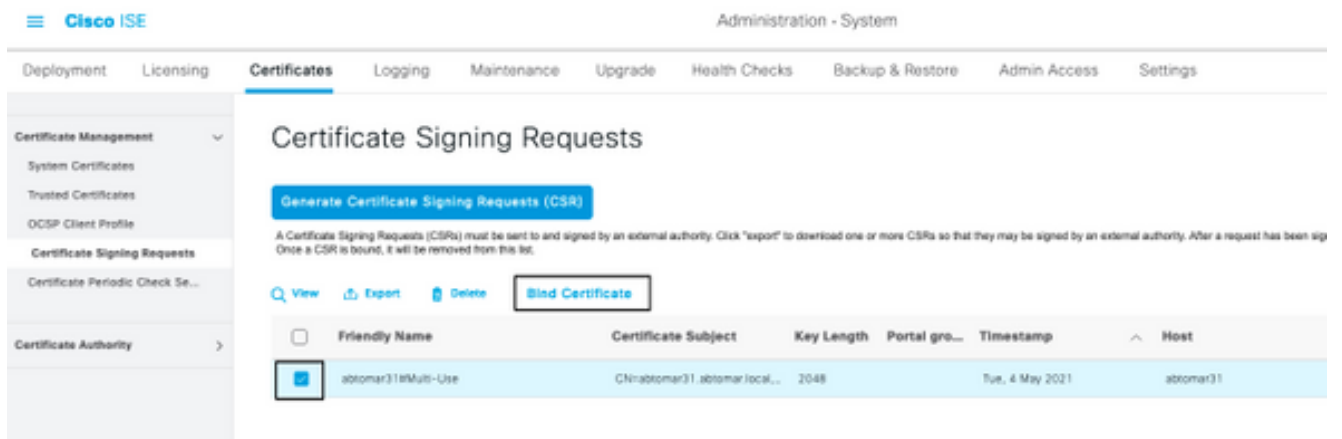 Cisco ISE
Administration - System
Deployment Licensing Certificates Logging Maintenance Upgrade Health Checks Backup & Restore Admin Access Settings
Certificate Management
System Certificates
Trusted Certificates
OCSP Client Profile
Certificate Signing Requests
Certificate Periodic Check Se...
Certificate Authority
Certificate Signing Requests
Generate Certificate Signing Requests (CSR)
A Certificate Signing Requests (CSRs) must be sent to and signed by an external authority. Click "export" to download one or more CSRs so that they may be signed by an external authority. After a request has been sig
Once a CSR is bound, it will be removed from this list.
View Export Delete Bind Certificate
Friendly Name Certificate Subject Key Length Portal gro... Timestamp Host
abtomar31#Multi-Use CN=abtomar31.abtomar.local,... 2048 Tue, 4 May 2021 abtomar31